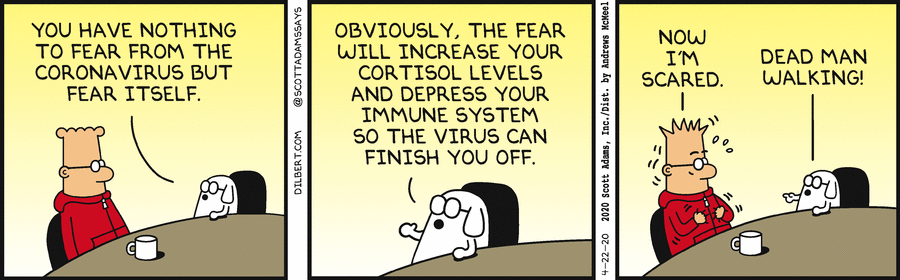 YOU HAVE NOTHING
TO FEAR FROM THE
CORONAVIRUS BUT
FEAR ITSELF.
DILBERT.COM @SCOTTADAMSSAYS
OBVIOUSLY, THE FEAR
WILL INCREASE YOUR
CORTISOL LEVELS
AND DEPRESS YOUR
IMMUNE SYSTEM
SO THE VIRUS CAN
FINISH YOU OFF.
4-22-20 2020 Scott Adams, Inc./Dist. by Andrews McMeel
NOW
I'M
SCARED.
DEAD MAN
WALKING!